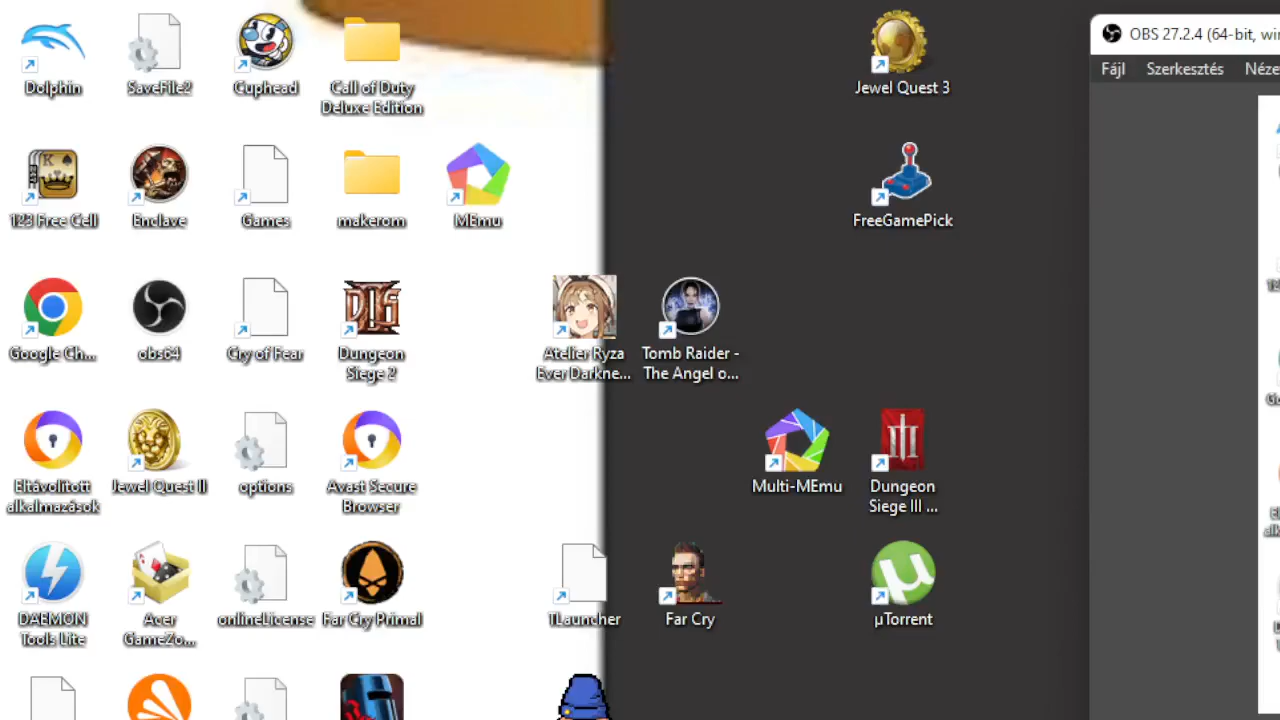 Dolphin
SaveFile2
Cuphead
Call of Duty
Deluxe Edition
Jewel Quest 3
OBS 27.2.4 (64-bit, win
Fájl
Szerkesztés
Néze
123 Free Cell
Enclave
Games
makerom
MEmu
FreeGamePick
Google Ch...
obs64
Cry of Fear
Dungeon
Siege 2
Atelier Ryza
Ever Darkne...
Tomb Raider -
The Angel o...
Eltávolított
alkalmazások
Jewel Quest II
options
Avast Secure
Browser
Multi-MEmu
Dungeon
Siege III ...
DAEMON
Tools Lite
Acer
GameZo...
onlineLicense
Far Cry Primal
TLauncher
Far Cry
µTorrent